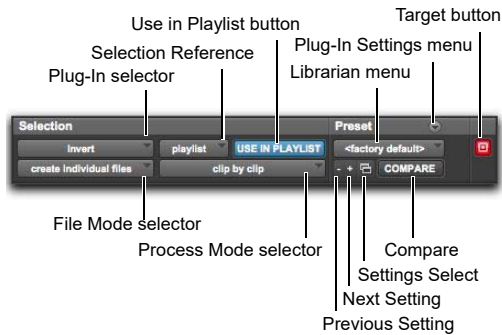 Use in Playlist button
Target button
Selection Reference
Plug-In Settings menu
Plug-In selector
Librarian menu
Selection
Preset
Invert
playlist
USE IN PLAYLIST
<factory default>
create individual files
clip by clip
- +
COMPARE
File Mode selector
Process Mode selector
Compare
Settings Select
Next Setting
Previous Setting